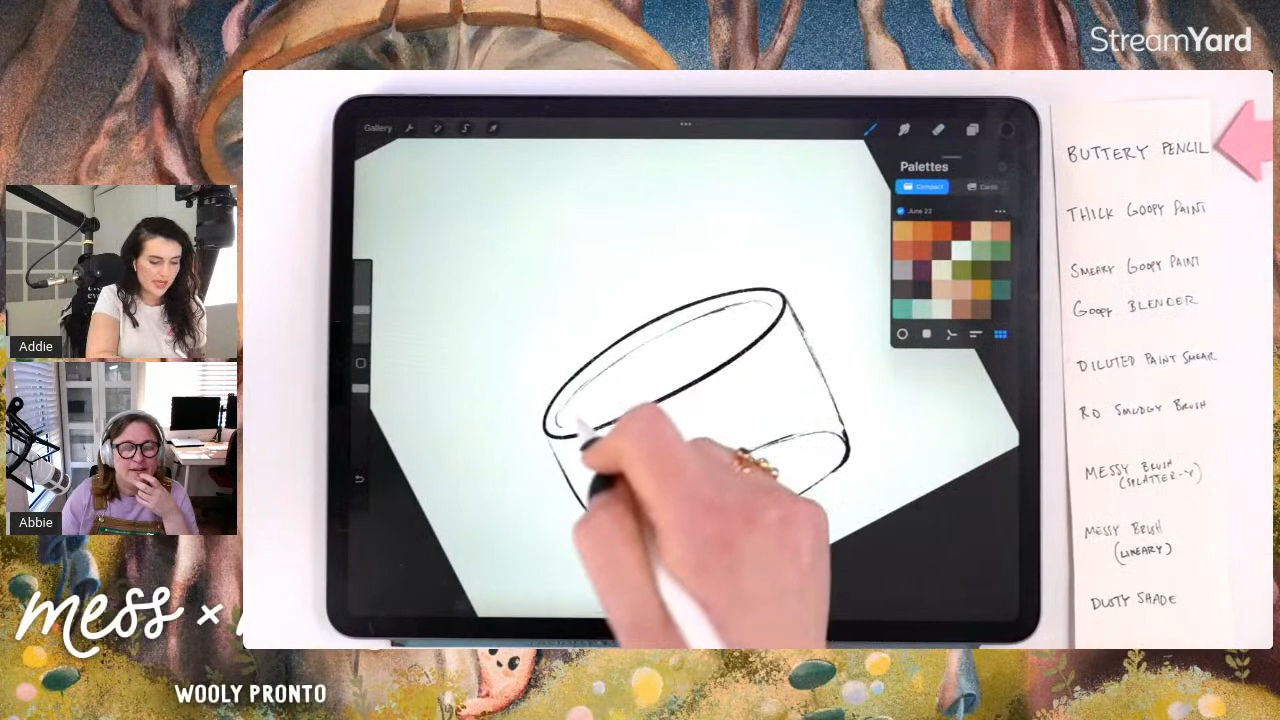 StreamYard
Gallery
Palettes
Compact
Cards
June 23
BUTTERY PENCIL
THICK GOOPY PAINT
SMEARY GOOPY PAINT
GOOPY BLENDER
DILUTED PAINT SMEAR
RD SMUDGY BRUSH
MESSY BRUSH
(SPLATTER-Y)
MESSY BRUSH
(LINEARY)
DUSTY SHADE
Addie
Abbie
mess ×
WOOLY PRONTO